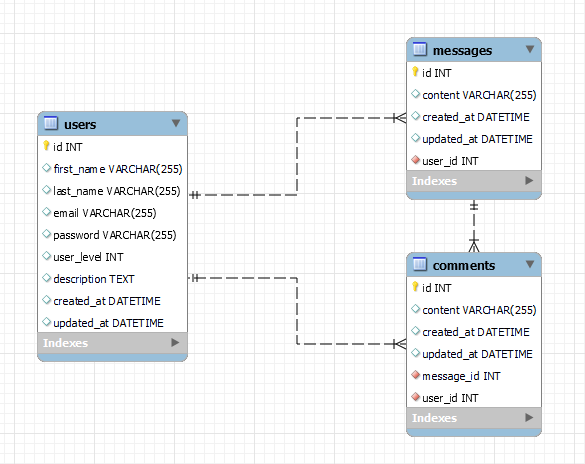 users
id INT
first_name VARCHAR(255)
last_name VARCHAR(255)
email VARCHAR(255)
password VARCHAR(255)
user_level INT
description TEXT
created_at DATETIME
updated_at DATETIME
Indexes
messages
id INT
content VARCHAR(255)
created_at DATETIME
updated_at DATETIME
user_id INT
Indexes
comments
id INT
content VARCHAR(255)
created_at DATETIME
updated_at DATETIME
message_id INT
user_id INT
Indexes